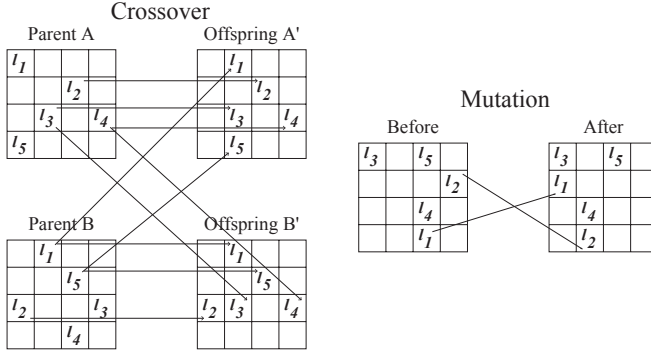 Crossover
Parent A Offspring A'
l1 l1
l2 l2
l3 l4 l3 l4
l5 l5
Parent B Offspring B'
l1 l1
l5 l5
l2 l3 l2 l3 l4
l4
Mutation
Before After
l3 l5 l3 l5
l2 l1
l4 l4
l1 l2